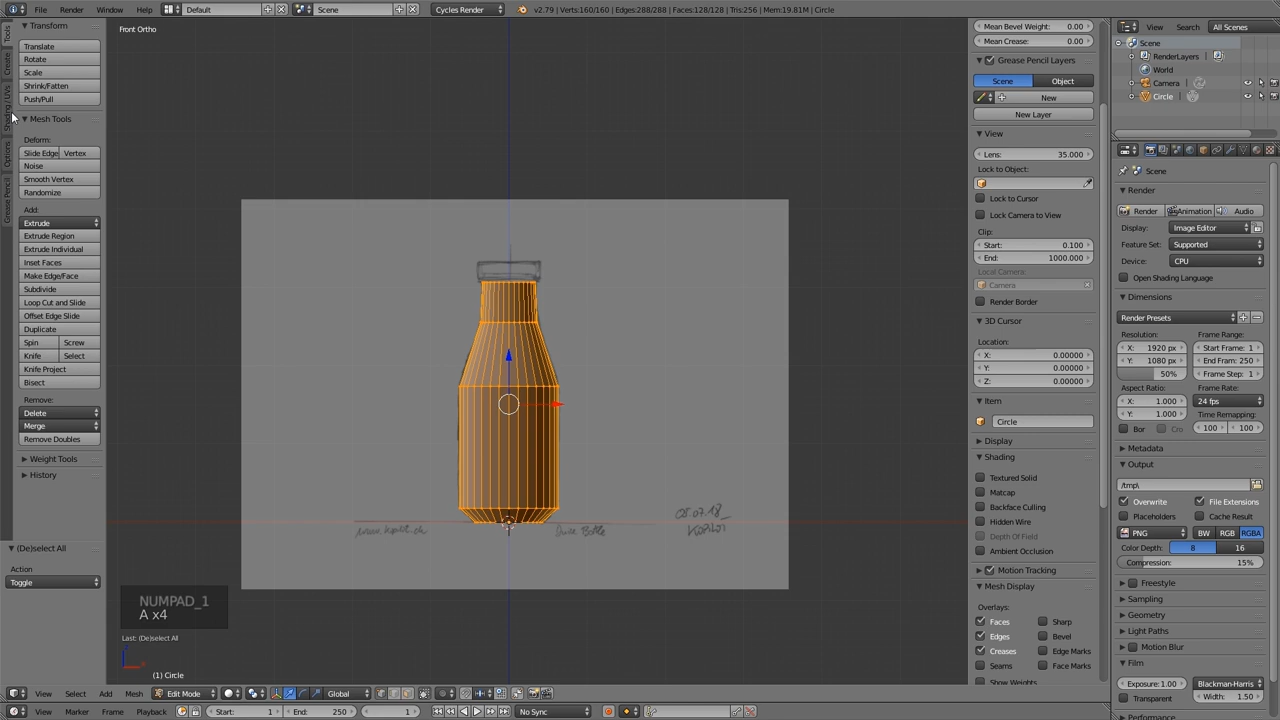 File Render Window Help Default Scene Cycles Render v2.79 | Verts:160/160 | Edges:288/288 | Faces:128/128 | Tris:256 | Mem:19.81M | Circle View Search All Scenes
Front Ortho
Tools
Create
Shading / UVs
Options
Grease Pencil
Transform
Translate
Rotate
Scale
Shrink/Fatten
Push/Pull
Mesh Tools
Deform:
Slide Edge Vertex
Noise
Smooth Vertex
Randomize
Add:
Extrude
Extrude Region
Extrude Individual
Inset Faces
Make Edge/Face
Subdivide
Loop Cut and Slide
Offset Edge Slide
Duplicate
Spin Screw
Knife Select
Knife Project
Bisect
Remove:
Delete
Merge
Remove Doubles
Weight Tools
History
(De)select All
Action
Toggle
NUMPAD_1
A x4
Last: (De)select All
(1) Circle
08.07.18_
Mean Bevel Weight: 0.00
Mean Crease: 0.00
Grease Pencil Layers
Scene Object
New
New Layer
View
Lens: 35.000
Lock to Object:
Lock to Cursor
Lock Camera to View
Clip:
Start: 0.100
End: 1000.000
Local Camera:
Camera
Render Border
3D Cursor
Location:
X: 0.00000
Y: 0.00000
Z: 0.00000
Item
Circle
Display
Shading
Textured Solid
Matcap
Backface Culling
Hidden Wire
Depth Of Field
Ambient Occlusion
Motion Tracking
Mesh Display
Overlays:
Faces Sharp
Edges Bevel
Creases Edge Marks
Seams Face Marks
Show Weights
Scene
RenderLayers
World
Camera
Circle
Scene
Render
Render Animation Audio
Display: Image Editor
Feature Set: Supported
Device: CPU
Open Shading Language
Dimensions
Render Presets
Resolution: Frame Range:
X: 1920 px Start Frame: 1
Y: 1080 px End Fram: 250
50% Frame Step: 1
Aspect Ratio: Frame Rate:
X: 1.000 24 fps
Y: 1.000 Time Remapping:
Bor Cro 100 100
Metadata
Output
/tmp\
Overwrite File Extensions
Placeholders Cache Result
PNG BW RGB RGBA
Color Depth: 8 16
Compression: 15%
Freestyle
Sampling
Geometry
Light Paths
Motion Blur
Film
Exposure: 1.00 Blackman-Harris
Transparent Width: 1.50
Performance
View Select Add Mesh Edit Mode Global
View Marker Frame Playback Start: 1 End: 250 1 No Sync